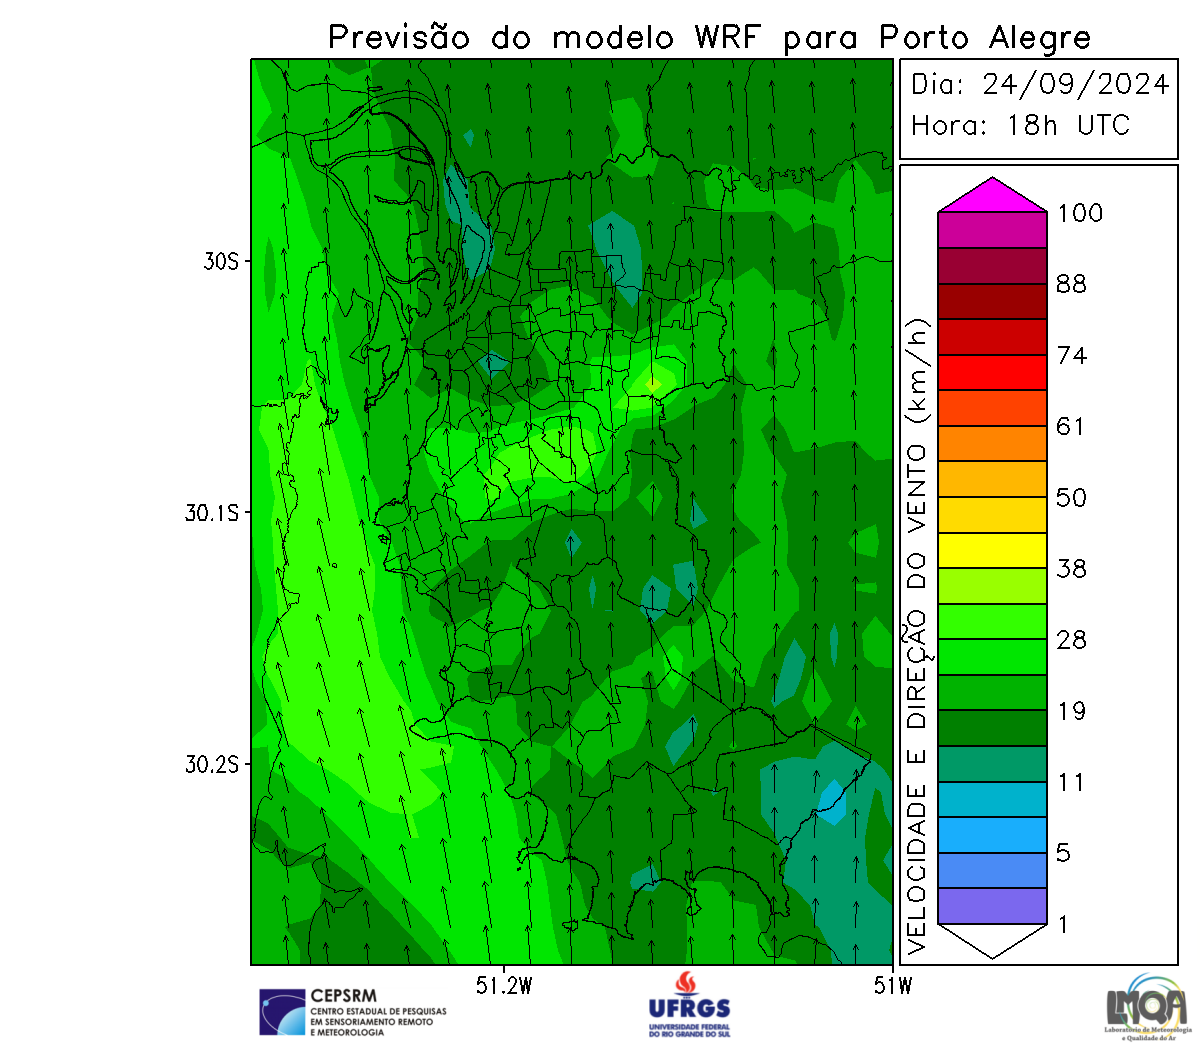 Previsão do modelo WRF para Porto Alegre
Dia: 24/09/2024
Hora: 18h UTC
30S
30.1S
30.2S
51.2W
51W
VELOCIDADE E DIREÇÃO DO VENTO (km/h)
100
88
74
61
50
38
28
19
11
5
1
CEPSRM
CENTRO ESTADUAL DE PESQUISAS
EM SENSORIAMENTO REMOTO
E METEOROLOGIA
UFRGS
UNIVERSIDADE FEDERAL
DO RIO GRANDE DO SUL
LMQA
Laboratório de Meteorologia
e Qualidade do Ar